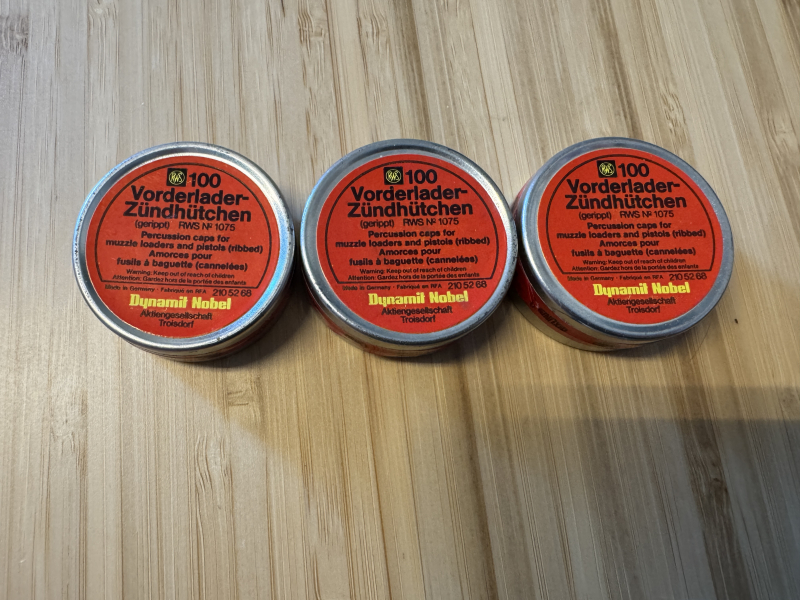 RWS 100
Vorderlader-
Zündhütchen
(gerippt) RWS Nº 1075
Percussion caps for
muzzle loaders and pistols (ribbed)
Amorces pour
fusils à baguette (cannelées)
Warning: Keep out of reach of children
Attention: Gardez hors de la portée des enfants
Made in Germany - Fabriqué en RFA 210 52 68
Dynamit Nobel
Aktiengesellschaft
Troisdorf
RWS 100
Vorderlader-
Zündhütchen
(gerippt) RWS Nº 1075
Percussion caps for
muzzle loaders and pistols (ribbed)
Amorces pour
fusils à baguette (cannelées)
Warning: Keep out of reach of children
Attention: Gardez hors de la portée des enfants
Made in Germany - Fabriqué en RFA 210 52 68
Dynamit Nobel
Aktiengesellschaft
Troisdorf
RWS 100
Vorderlader-
Zündhütchen
(gerippt) RWS Nº 1075
Percussion caps for
muzzle loaders and pistols (ribbed)
Amorces pour
fusils à baguette (cannelées)
Warning: Keep out of reach of children
Attention: Gardez hors de la portée des enfants
Made in Germany - Fabriqué en RFA 210 52 68
Dynamit Nobel
Aktiengesellschaft
Troisdorf